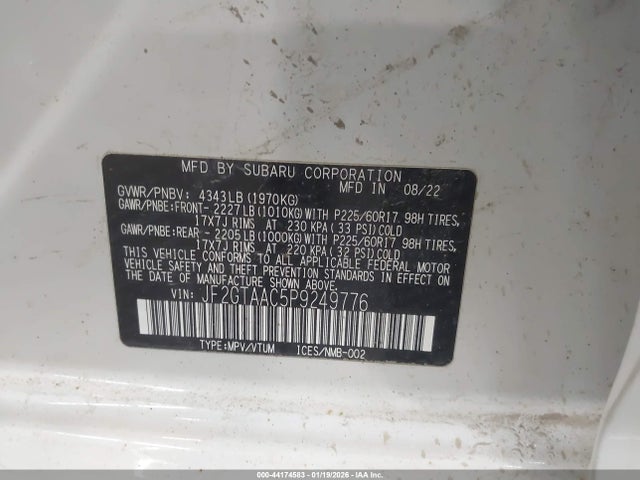 MFD BY SUBARU CORPORATION
MFD IN 08/22
GVWR/PNBV: 4343LB(1970KG)
GAWR/PNBE:FRONT-2227LB(1010KG)WITH P225/60R17 98H TIRES,
17X7J RIMS AT 230 KPA(33 PSI)COLD
GAWR/PNBE:REAR -2205LB(1000KG)WITH P225/60R17 98H TIRES,
17X7J RIMS AT 220 KPA(32 PSI)COLD
THIS VEHICLE CONFORMS TO ALL APPLICABLE FEDERAL MOTOR
VEHICLE SAFETY AND THEFT PREVENTION STANDARDS IN EFFECT
ON THE DATE OF MANUFACTURE SHOWN ABOVE.
VIN: JF2GTAAC5P9249776
TYPE:MPV/VTUM ICES/NMB-002
000-44174583 - 01/19/2026 - IAAI.COM